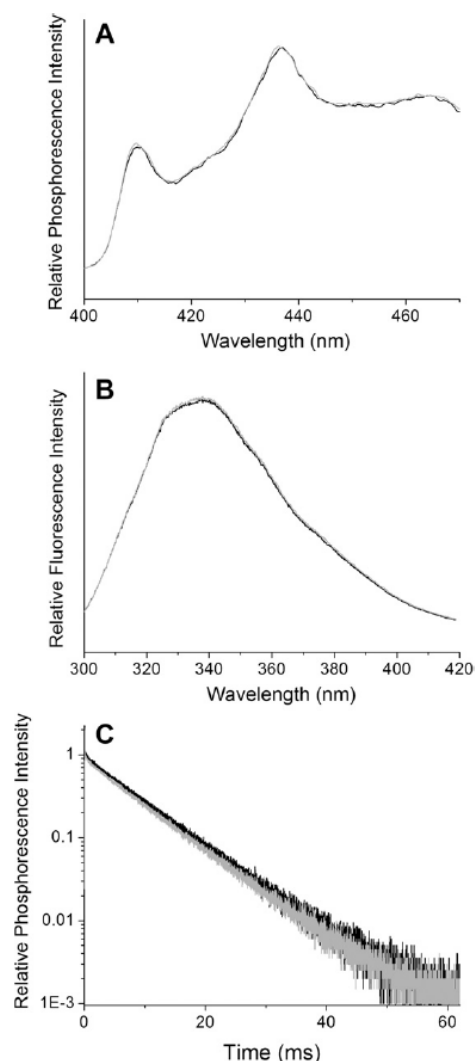 A
Relative Phosphorescence Intensity
400 420 440 460
Wavelength (nm)
B
Relative Fluorescence Intensity
300 320 340 360 380 400 420
Wavelength (nm)
C
Relative Phosphorescence Intensity
1
0.1
0.01
1E-3
0 20 40 60
Time (ms)